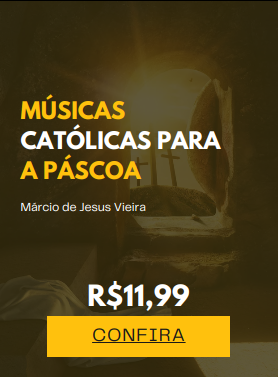 MÚSICAS
CATÓLICAS PARA
A PÁSCOA
Márcio de Jesus Vieira
R$11,99
CONFIRA